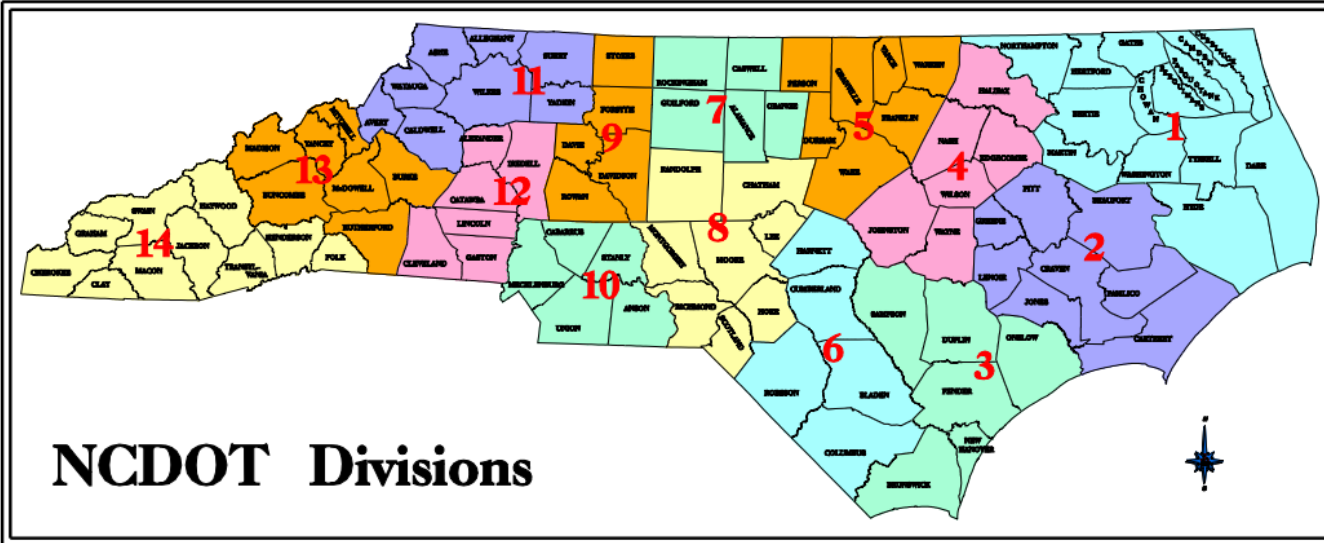 ALLEGHANY
ASHE
SURRY
STOKES
ROCKINGHAM
CASWELL
PERSON
GRANVILLE
VANCE
WARREN
NORTHAMPTON
GATES
CAMDEN
HERTFORD
HALIFAX
WATAUGA
WILKES
11
YADKIN
FORSYTH
GUILFORD
7
ALAMANCE
ORANGE
DURHAM
5
FRANKLIN
CHOWAN
BERTIE
1
MITCHELL
AVERY
CALDWELL
ALEXANDER
IREDELL
DAVIE
9
NASH
4
EDGECOMBE
MARTIN
WASHINGTON
TYRRELL
DARE
MADISON
YANCEY
13
McDOWELL
BURKE
BUNCOMBE
CATAWBA
12
ROWAN
DAVIDSON
RANDOLPH
CHATHAM
WAKE
WILSON
PITT
BEAUFORT
HYDE
HAYWOOD
SWAIN
GRAHAM
14
JACKSON
HENDERSON
RUTHERFORD
LINCOLN
CABARRUS
STANLY
MONTGOMERY
8
LEE
MOORE
HARNETT
JOHNSTON
WAYNE
GREENE
2
CHEROKEE
MACON
CLAY
TRANSYL-
VANIA
POLK
CLEVELAND
GASTON
MECKLENBURG
10
UNION
ANSON
RICHMOND
SCOTLAND
HOKE
CUMBERLAND
LENOIR
CRAVEN
JONES
PAMLICO
CARTERET
SAMPSON
DUPLIN
ONSLOW
6
3
ROBESON
BLADEN
PENDER
COLUMBUS
NEW
HANOVER
BRUNSWICK
NCDOT Divisions
N
S